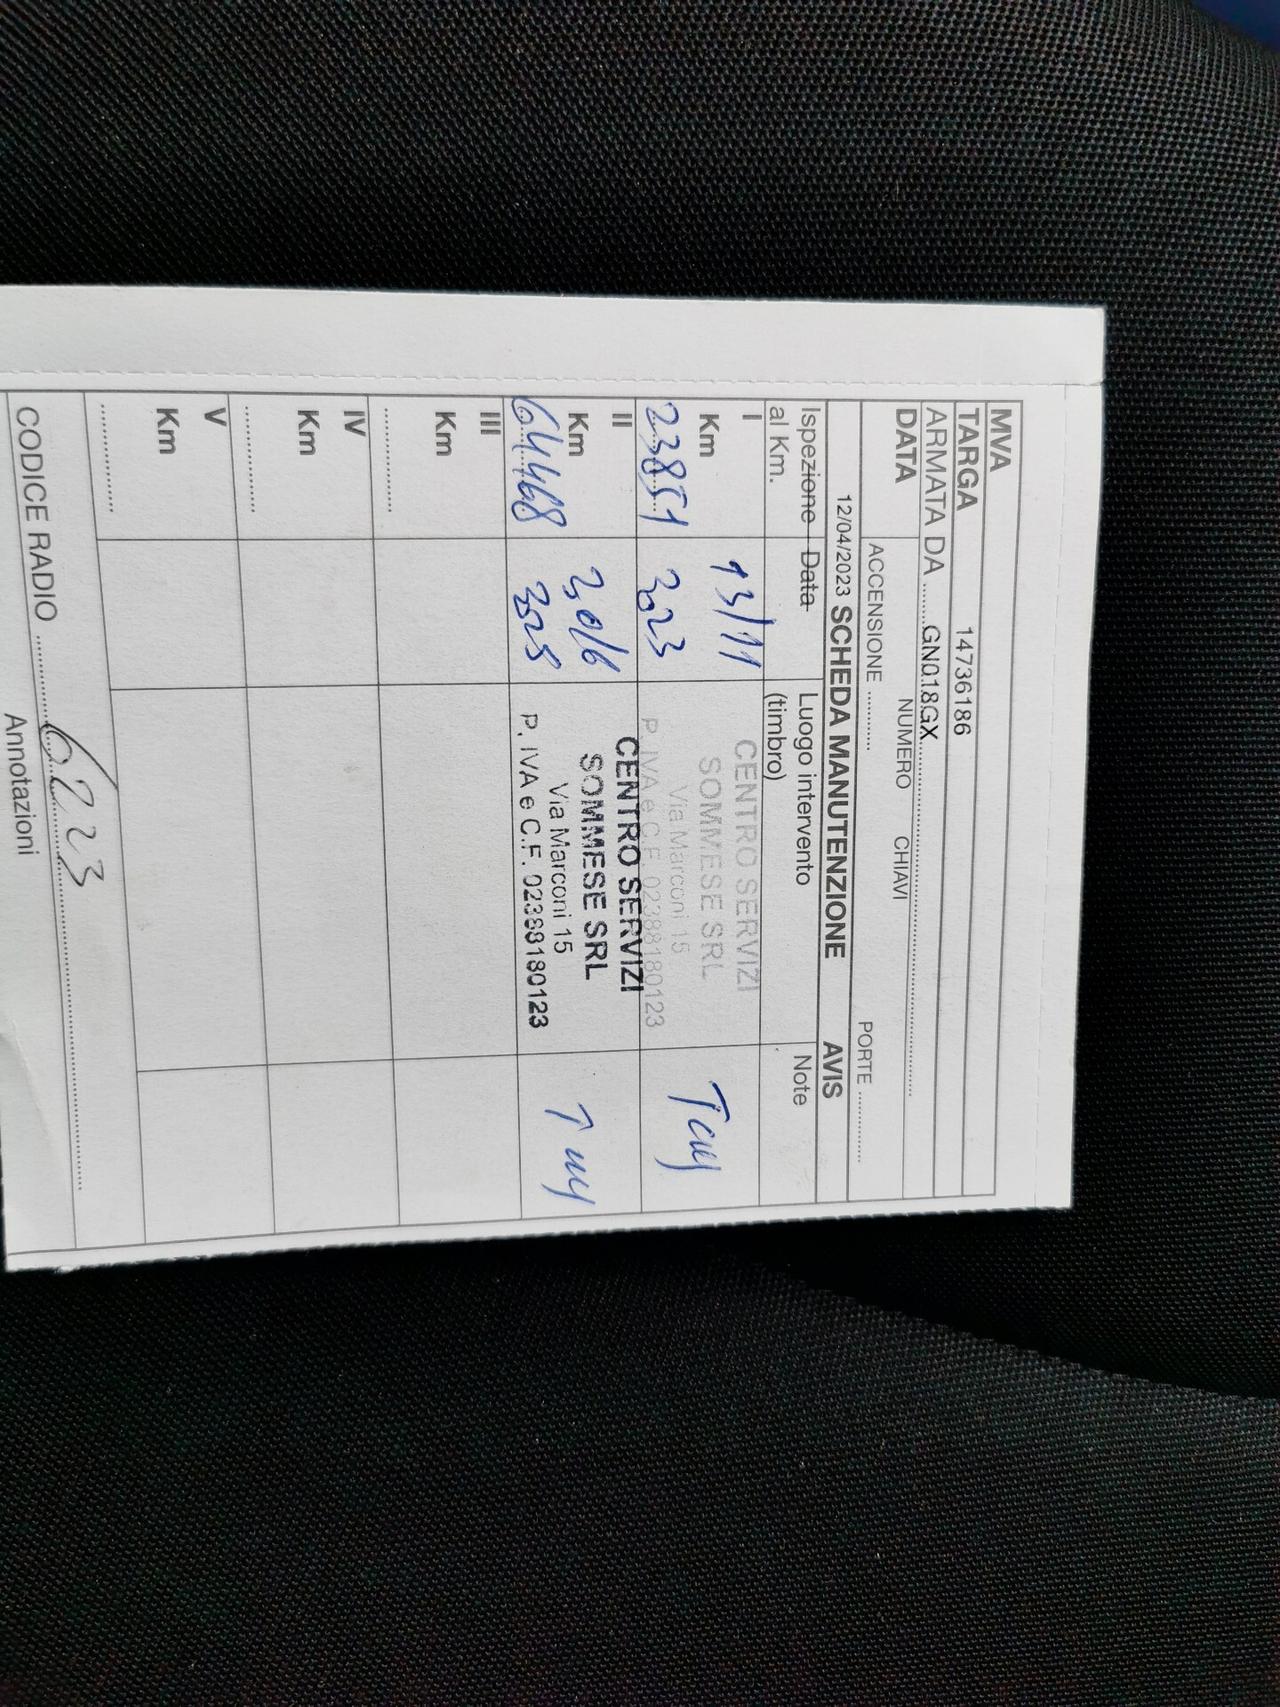 MVA
TARGA 14736186
ARMATA DA ........ GN018GX
DATA NUMERO CHIAVI
ACCENSIONE ........... PORTE ...........
12/04/2023 SCHEDA MANUTENZIONE AVIS
Ispezione Data Luogo intervento Note
al Km. (timbro)
I 13/11 CENTRO SERVIZI
Km SOMMESE SRL
Via Marconi 15
23851 2023 P. IVA e C.F. 02388180123
II CENTRO SERVIZI
Km 30/6 SOMMESE SRL
Via Marconi 15
64468 2025 P. IVA e C.F. 02388180123
III
Km
IV
Km
V
Km
CODICE RADIO 6223
Annotazioni